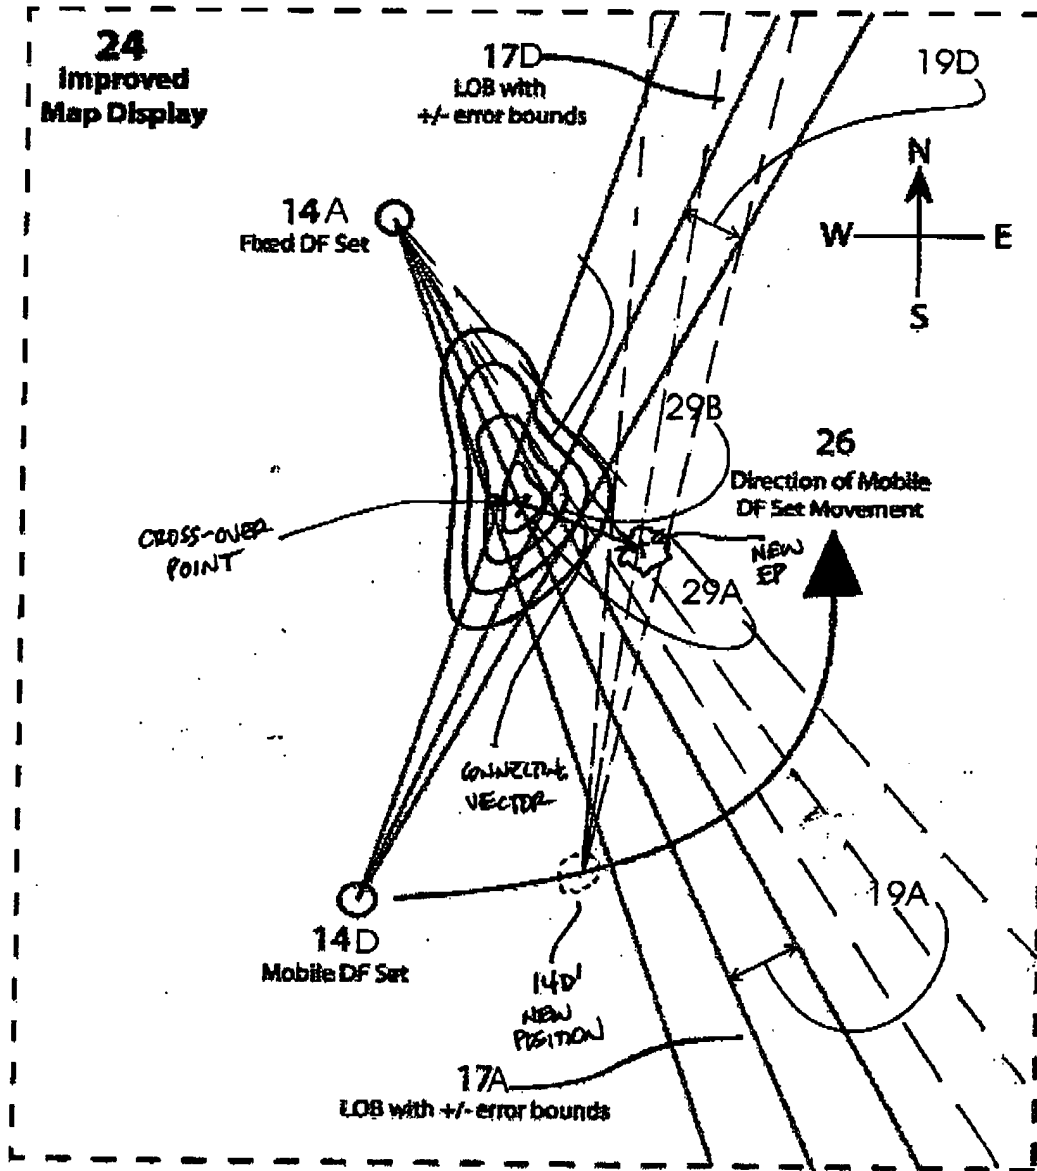 24
Improved
Map Display
17D
LOB with
+/- error bounds
19D
N
W
E
S
14A
Fixed DF Set
29B
26
Direction of Mobile
DF Set Movement
CROSS-OVER
POINT
NEW
EP
29A
CONNECTING
VECTOR
19A
14D
Mobile DF Set
14D'
NEW
POSITION
17A
LOB with +/- error bounds